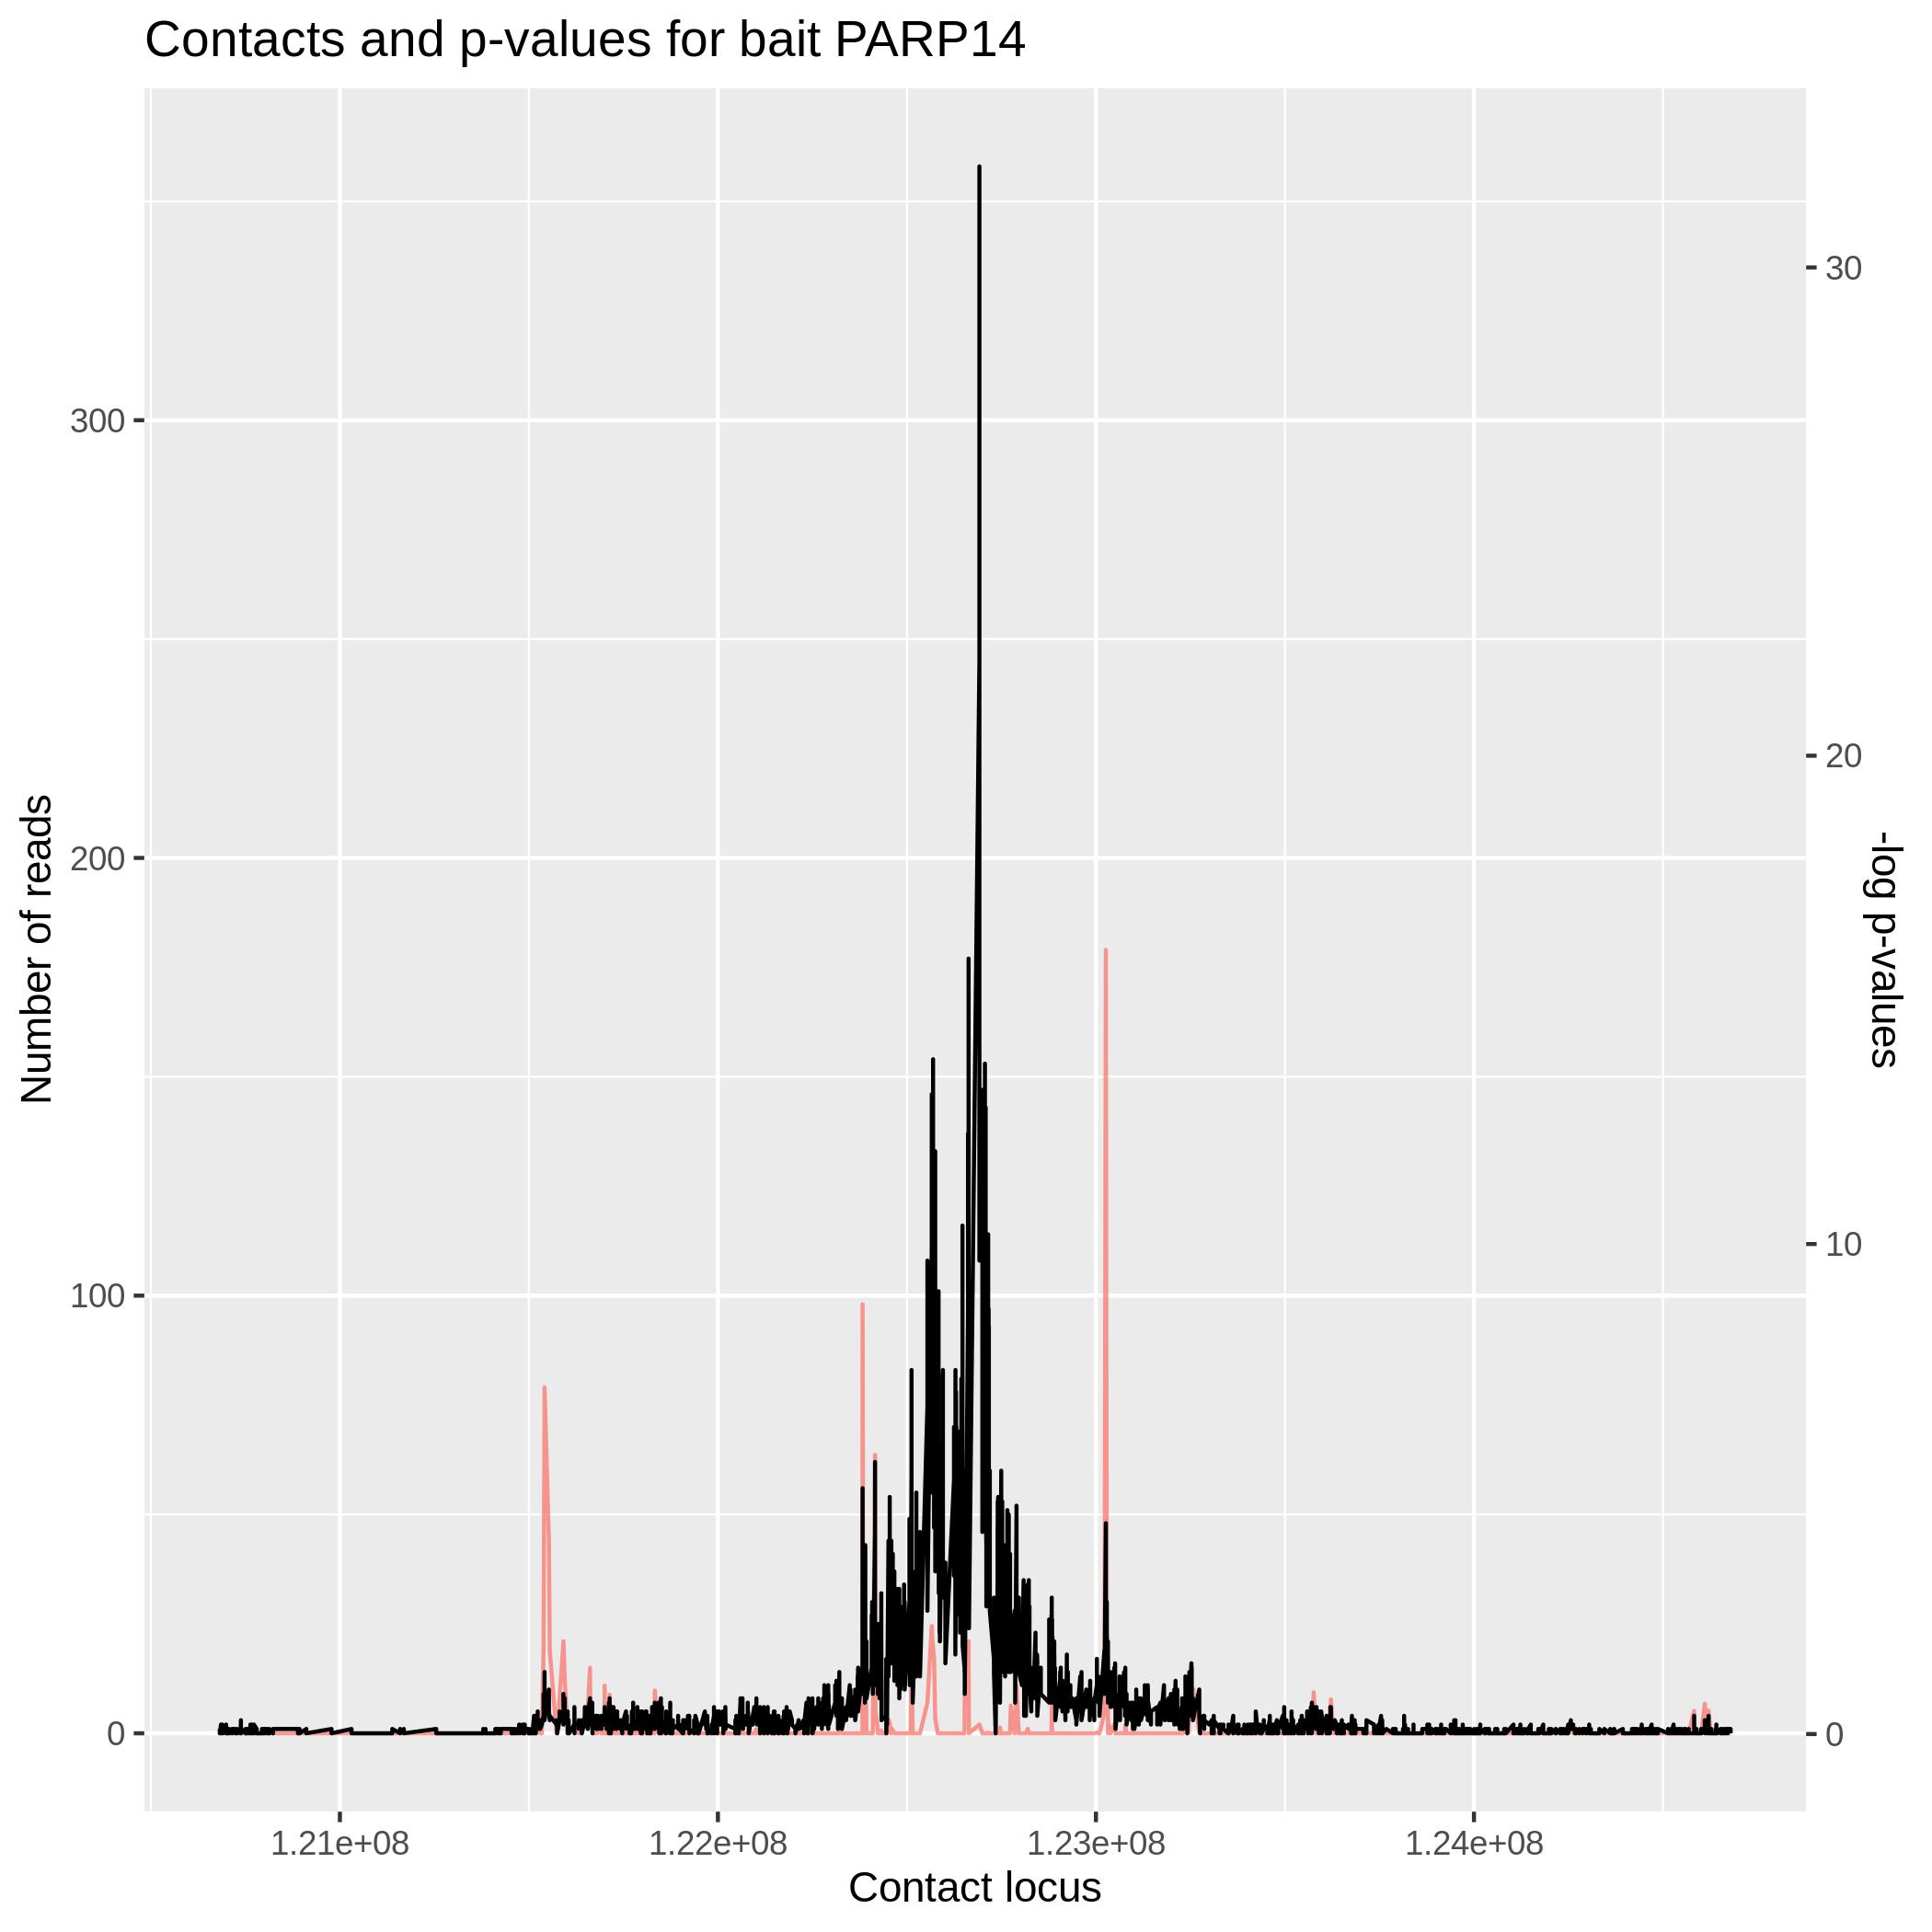 Contacts and p-values for bait PARP14
Number of reads
300
200
100
0
30
20
10
0
-log p-values
1.21e+08 1.22e+08 1.23e+08 1.24e+08
Contact locus